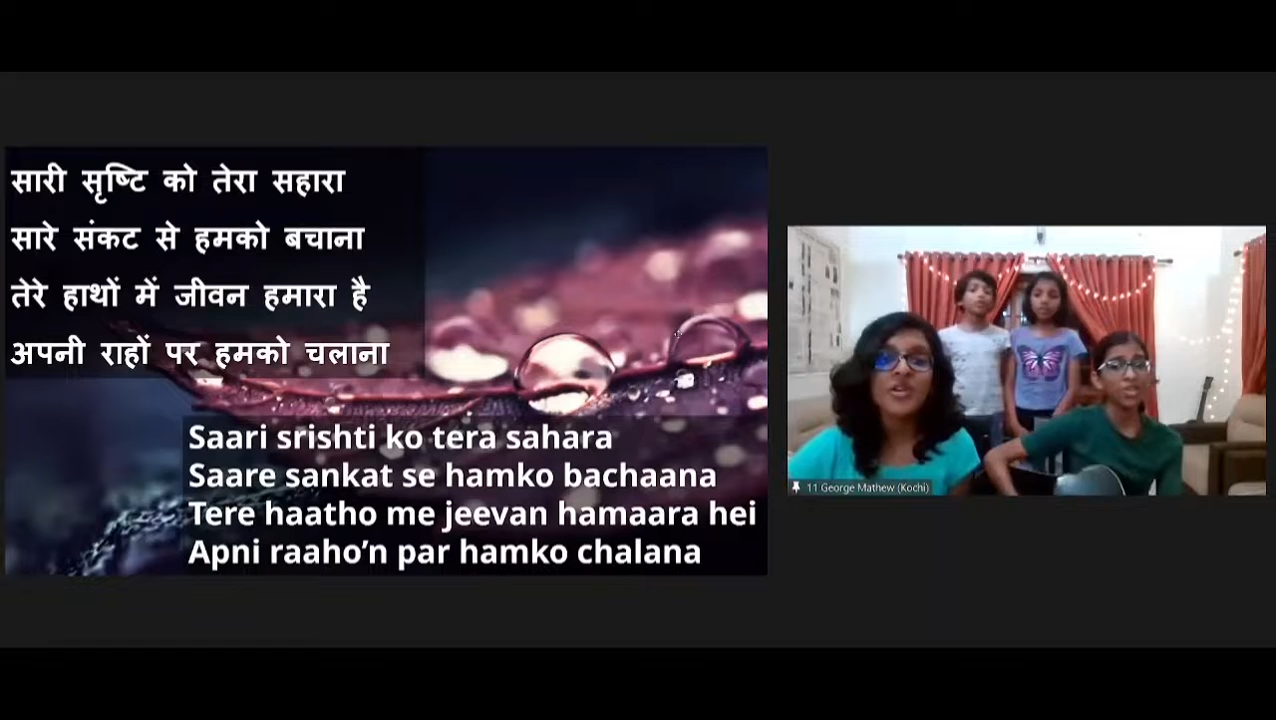 सारी सृष्टि को तेरा सहारा
सारे संकट से हमको बचाना
तेरे हाथों में जीवन हमारा है
अपनी राहों पर हमको चलाना
Saari srishti ko tera sahara
Saare sankat se hamko bachaana
Tere haatho me jeevan hamaara hei
Apni raaho’n par hamko chalana
11 George Mathew (Kochi)